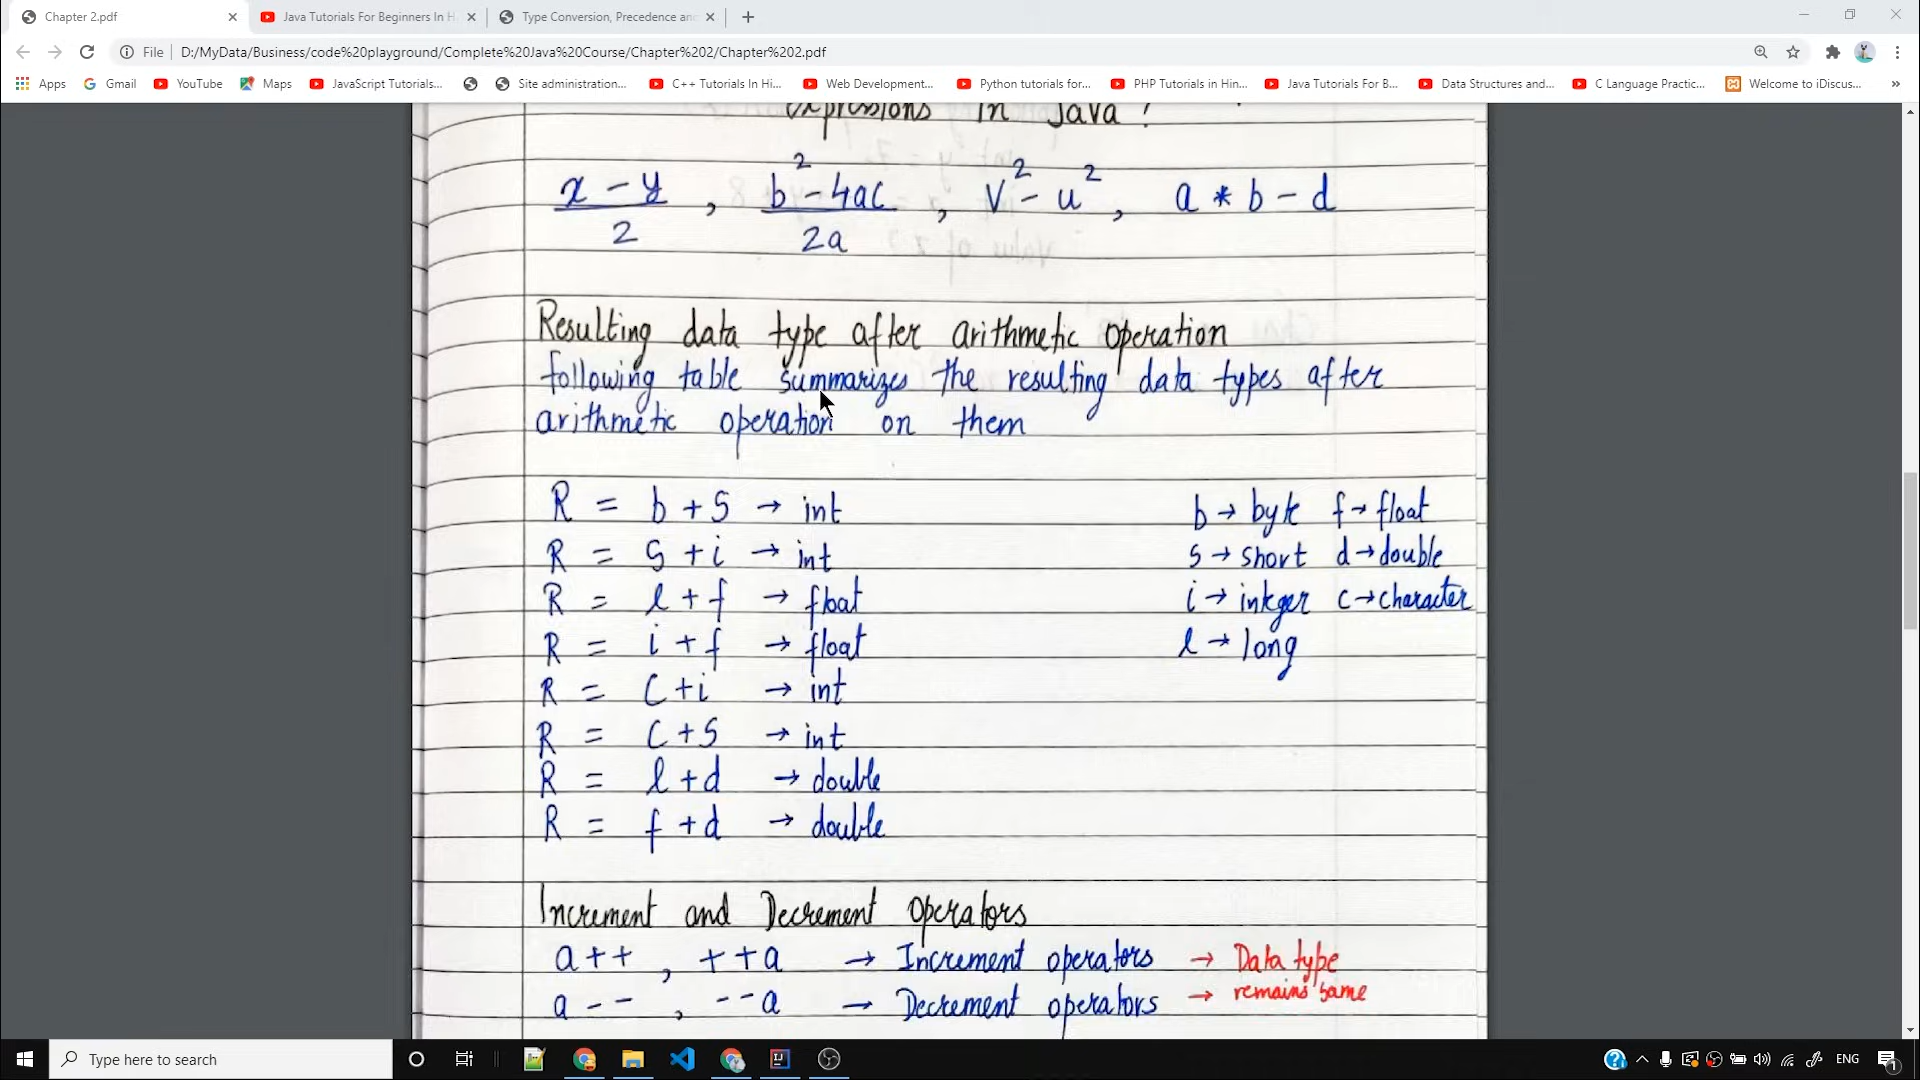 Chapter 2.pdf
Java Tutorials For Beginners In H
Type Conversion, Precedence an
File | D:/MyData/Business/code%20playground/Complete%20Java%20Course/Chapter%202/Chapter%202.pdf
Apps Gmail YouTube Maps JavaScript Tutorials... Site administration... C++ Tutorials In Hi... Web Development... Python tutorials for... PHP Tutorials in Hin... Java Tutorials For B... Data Structures and... C Language Practic... Welcome to iDiscus... »
expressions in Java?
x - y / 2 , b² - 4ac / 2a , v² - u² , a * b - d
Resulting data type after arithmetic operation
following table summarizes the resulting data types after
arithmetic operation on them
R = b + s → int b → byte f → float
R = s + i → int s → short d → double
R = l + f → float i → integer c → character
R = i + f → float l → long
R = c + i → int
R = c + s → int
R = l + d → double
R = f + d → double
Increment and Decrement operators
a++ , ++a → Increment operators → Data type
a-- , --a → Decrement operators → remains same
Type here to search
ENG
1